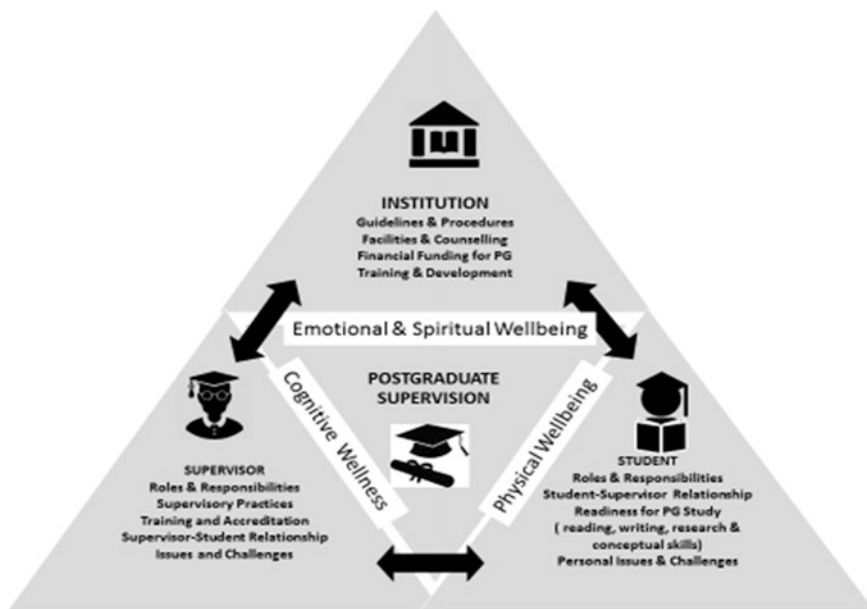 INSTITUTION
Guidelines & Procedures
Facilities & Counselling
Financial Funding for PG
Training & Development
Emotional & Spiritual Wellbeing
Cognitive Wellness
POSTGRADUATE
SUPERVISION
Physical Wellbeing
SUPERVISOR
Roles & Responsibilities
Supervisory Practices
Training and Accreditation
Supervisor-Student Relationship
Issues and Challenges
STUDENT
Roles & Responsibilities
Student-Supervisor Relationship
Readiness for PG Study
( reading, writing, research &
conceptual skills)
Personal Issues & Challenges